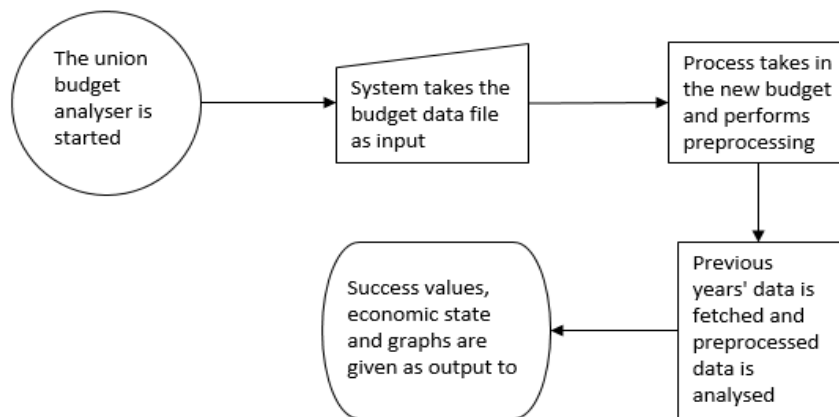 The union
budget
analyser is
started
System takes the
budget data file
as input
Process takes in
the new budget
and performs
preprocessing
Previous
years' data is
fetched and
preprocessed
data is
analysed
Success values,
economic state
and graphs are
given as output to